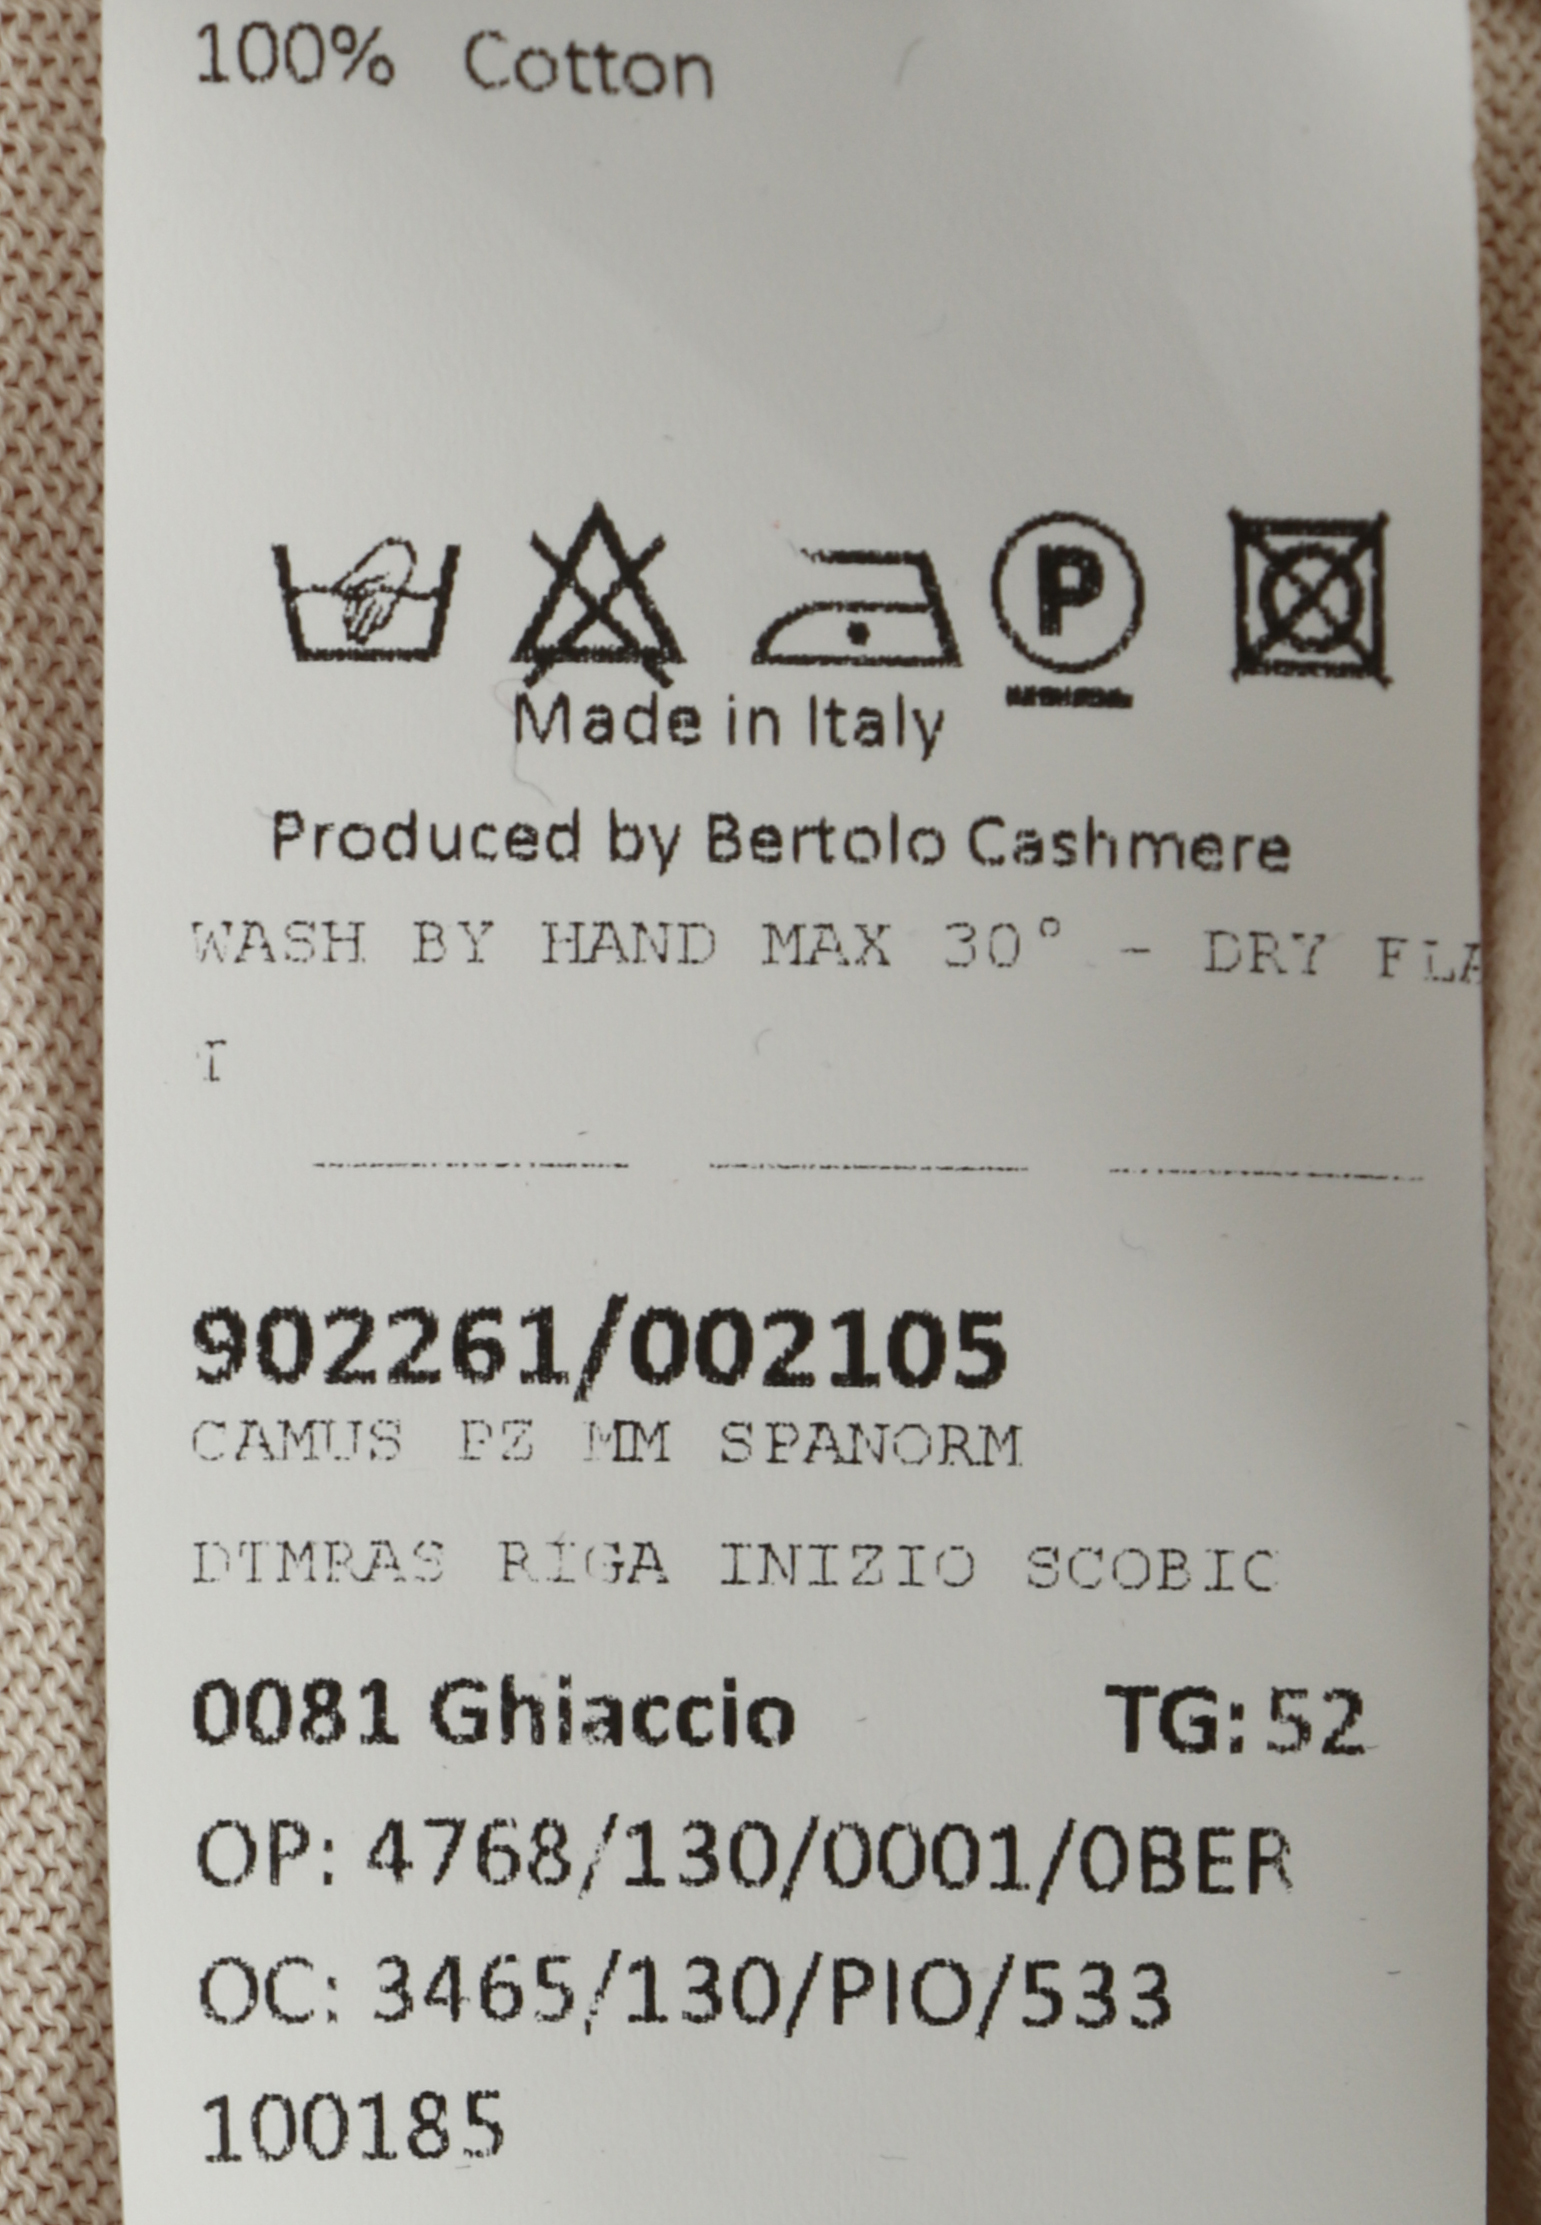 100% Cotton
P
Made in Italy
Produced by Bertolo Cashmere
WASH BY HAND MAX 30° - DRY FLA
T
902261/002105
CAMUS PZ MM SPANORM
DTMRAS RIGA INIZIO SCOBIC
0081 Ghiaccio TG: 52
OP: 4768/130/0001/0BER
OC: 3465/130/PIO/533
100185